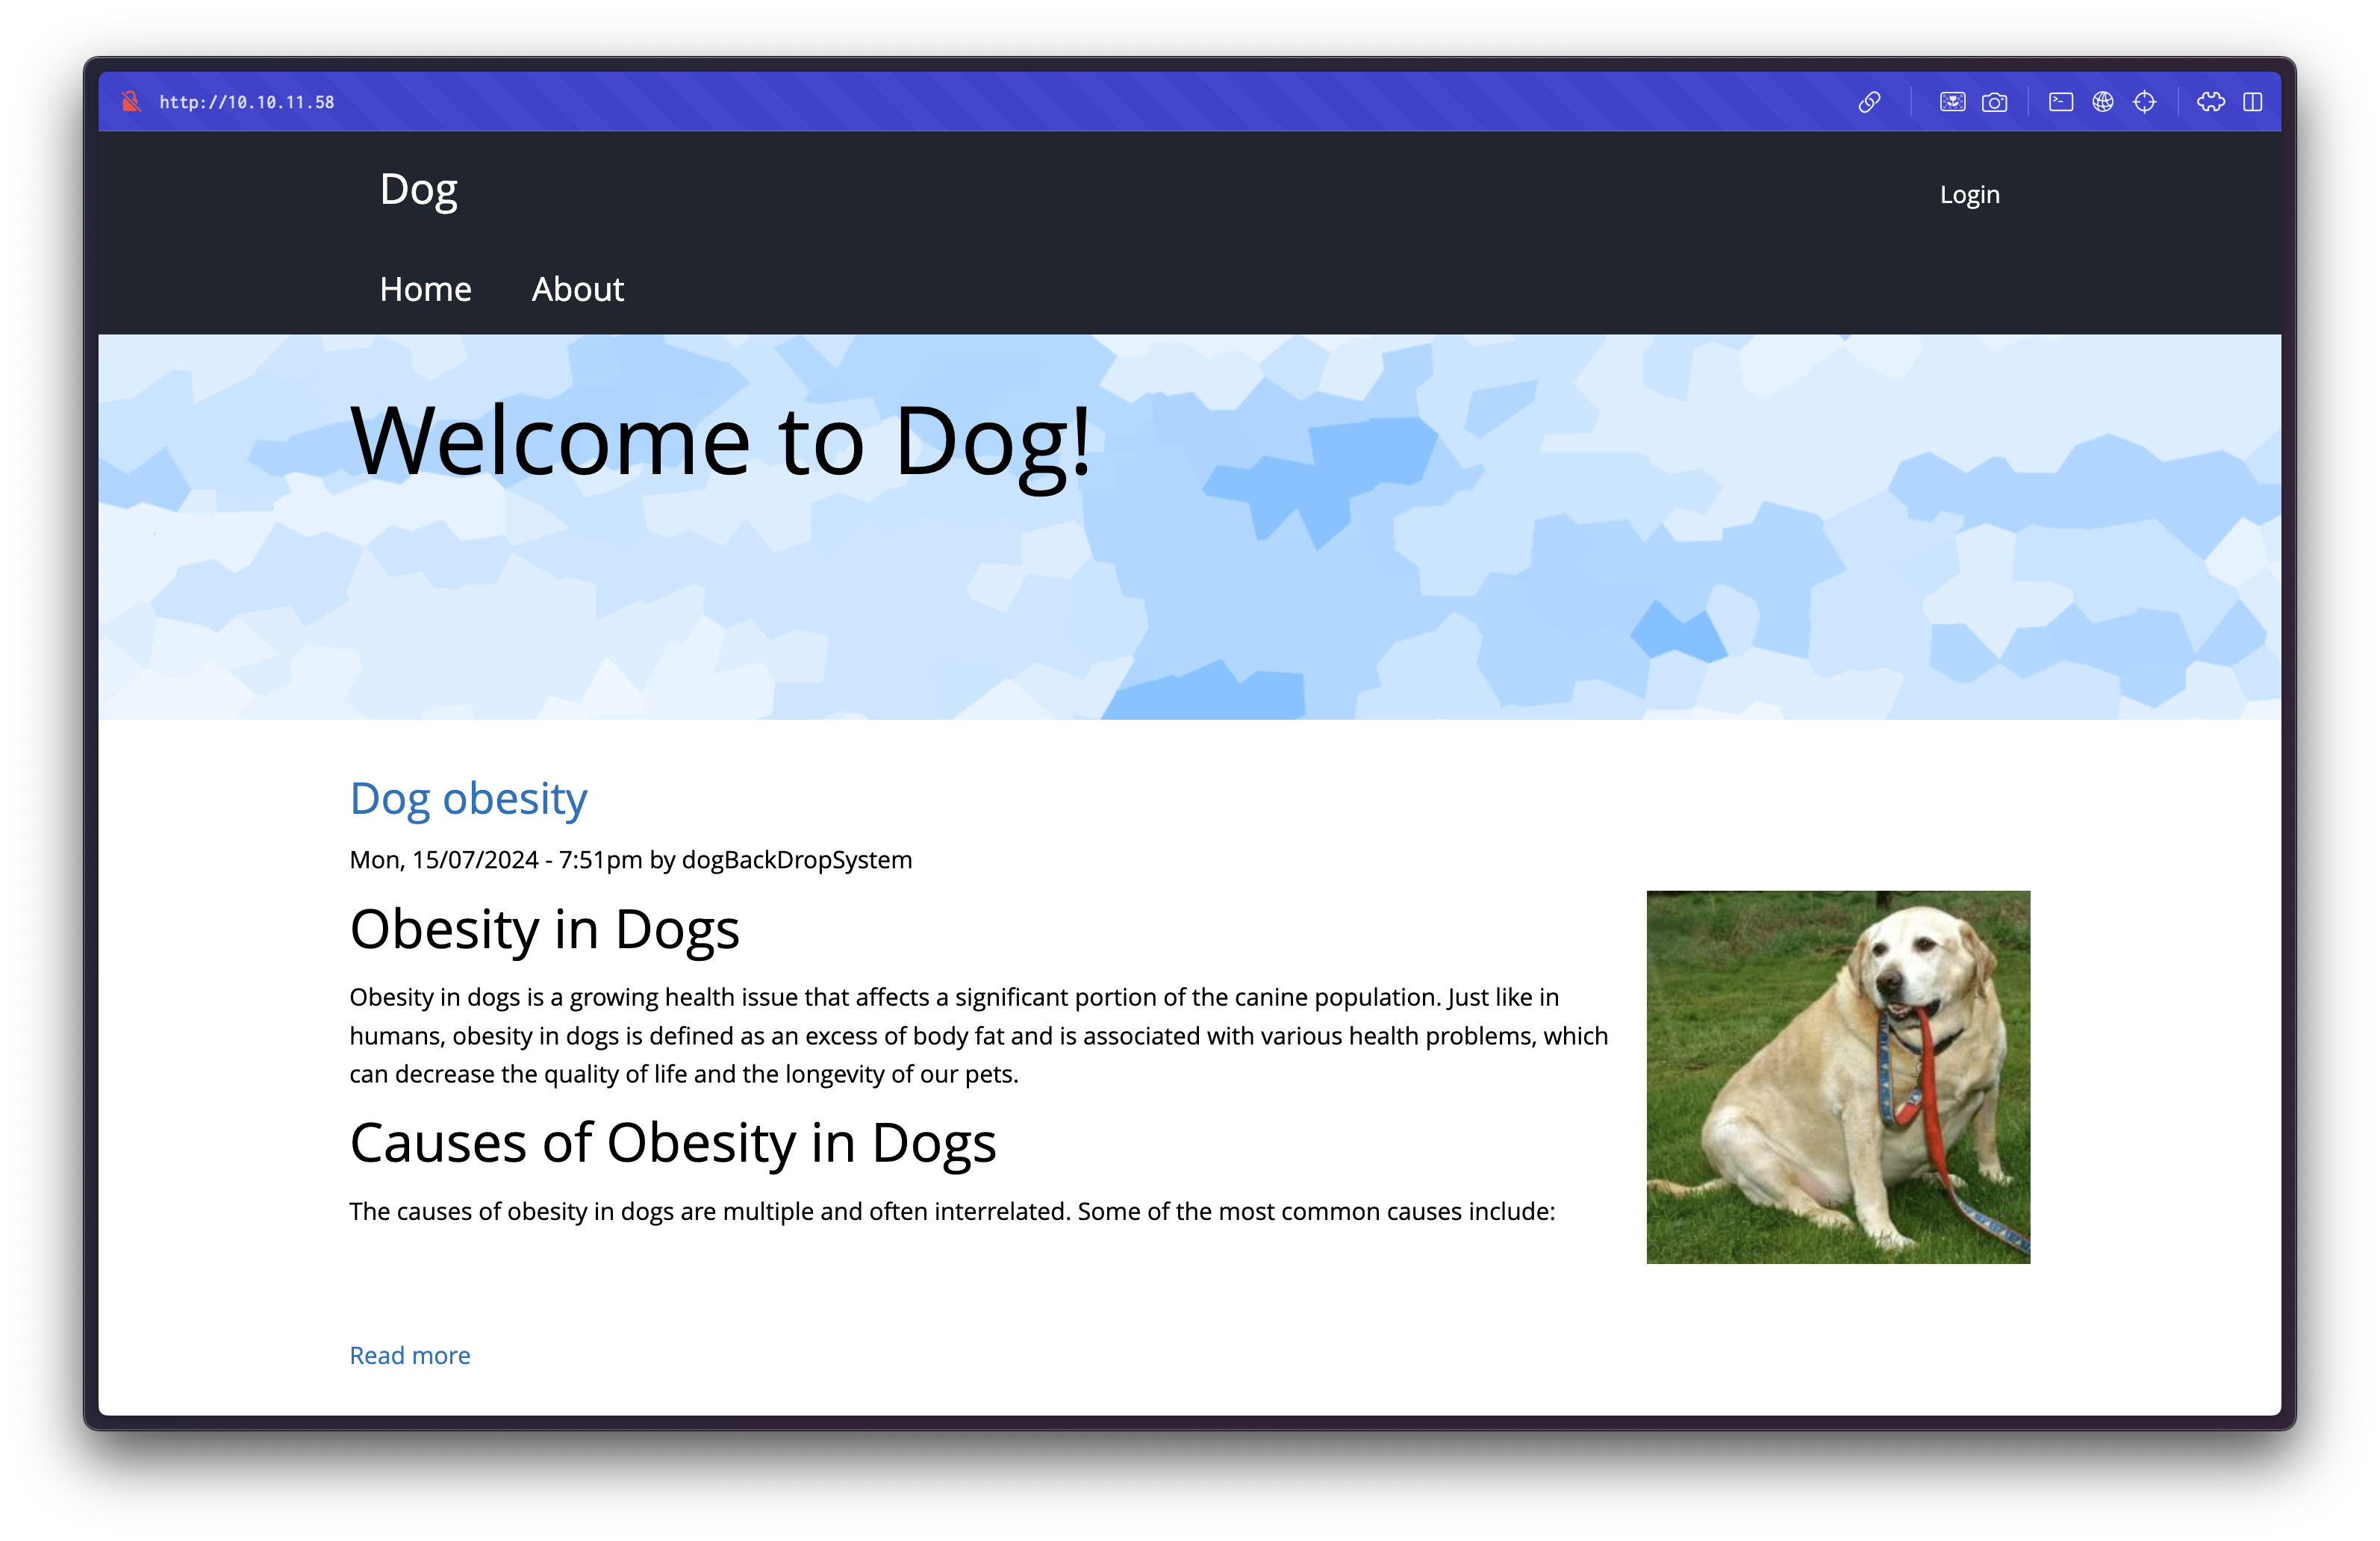 http://10.10.11.58
Dog
Login
Home About
Welcome to Dog!
Dog obesity
Mon, 15/07/2024 - 7:51pm by dogBackDropSystem
Obesity in Dogs
Obesity in dogs is a growing health issue that affects a significant portion of the canine population. Just like in
humans, obesity in dogs is defined as an excess of body fat and is associated with various health problems, which
can decrease the quality of life and the longevity of our pets.
Causes of Obesity in Dogs
The causes of obesity in dogs are multiple and often interrelated. Some of the most common causes include:
Read more